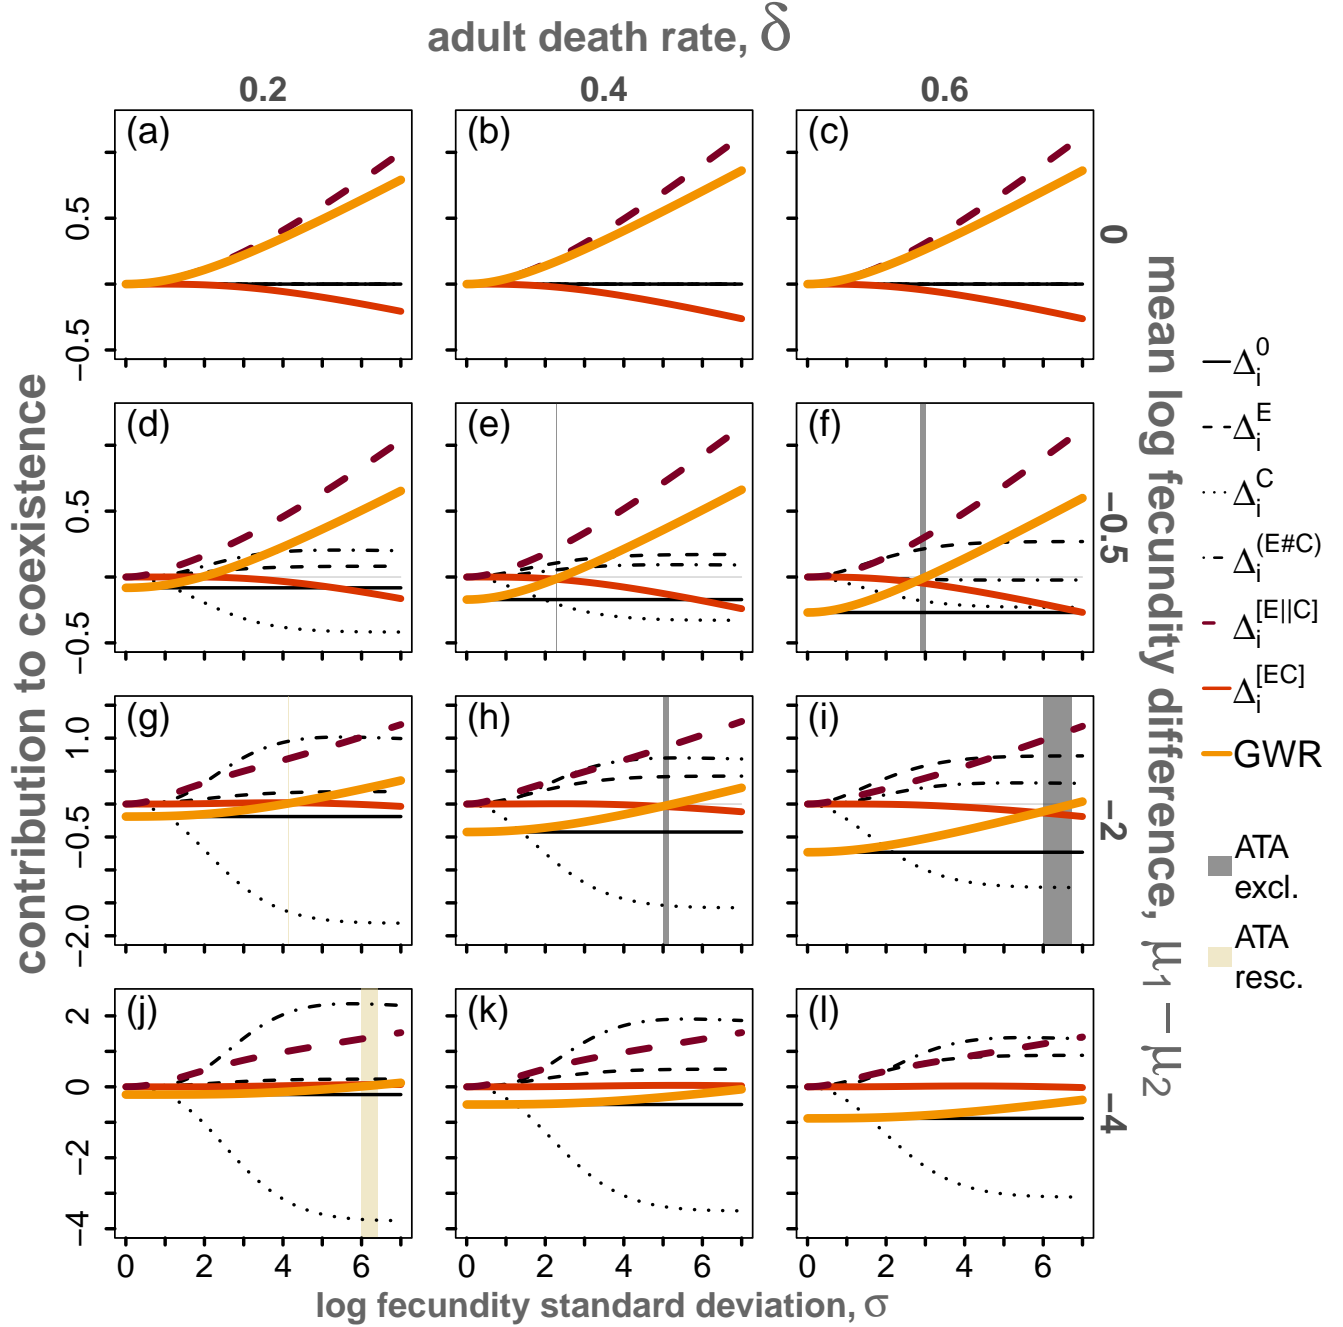 adult death rate, δ
0.2 0.4 0.6
(a) (b) (c)
0.5
−0.5
0
(d) (e) (f)
0.5
−0.5
−0.5
(g) (h) (i)
1.0
−0.5
−2.0
−2
(j) (k) (l)
2
0
−2
−4
−4
0 2 4 6 0 2 4 6 0 2 4 6
log fecundity standard deviation, σ
contribution to coexistence
mean log fecundity difference, μ₁ − μ₂
Δᵢ⁰
Δᵢᴱ
Δᵢ^C
Δᵢ^(E#C)
Δᵢ^[E||C]
Δᵢ^[EC]
GWR
ATA
excl.
ATA
resc.